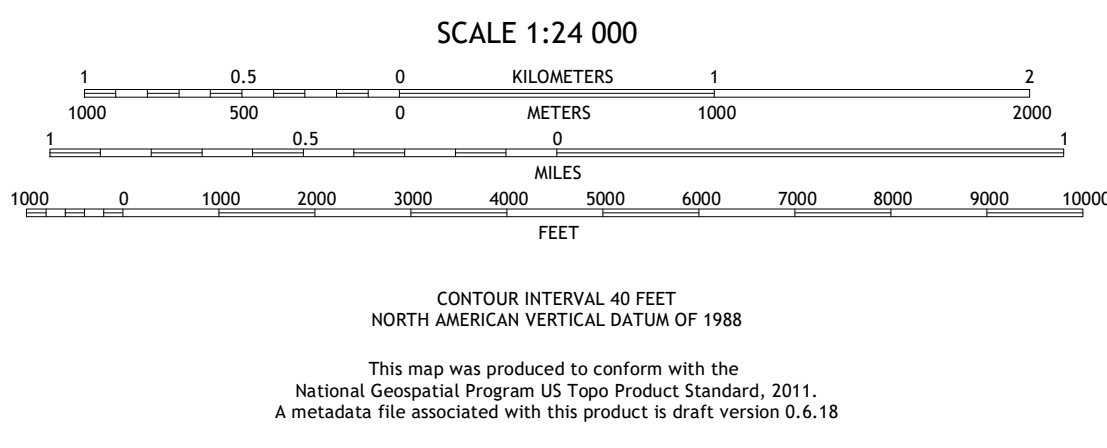 SCALE 1:24 000
1 0.5 0 KILOMETERS 1 2
1000 500 0 METERS 1000 2000
1 0.5 0 1
MILES
1000 0 1000 2000 3000 4000 5000 6000 7000 8000 9000 10000
FEET
CONTOUR INTERVAL 40 FEET
NORTH AMERICAN VERTICAL DATUM OF 1988
This map was produced to conform with the
National Geospatial Program US Topo Product Standard, 2011.
A metadata file associated with this product is draft version 0.6.18